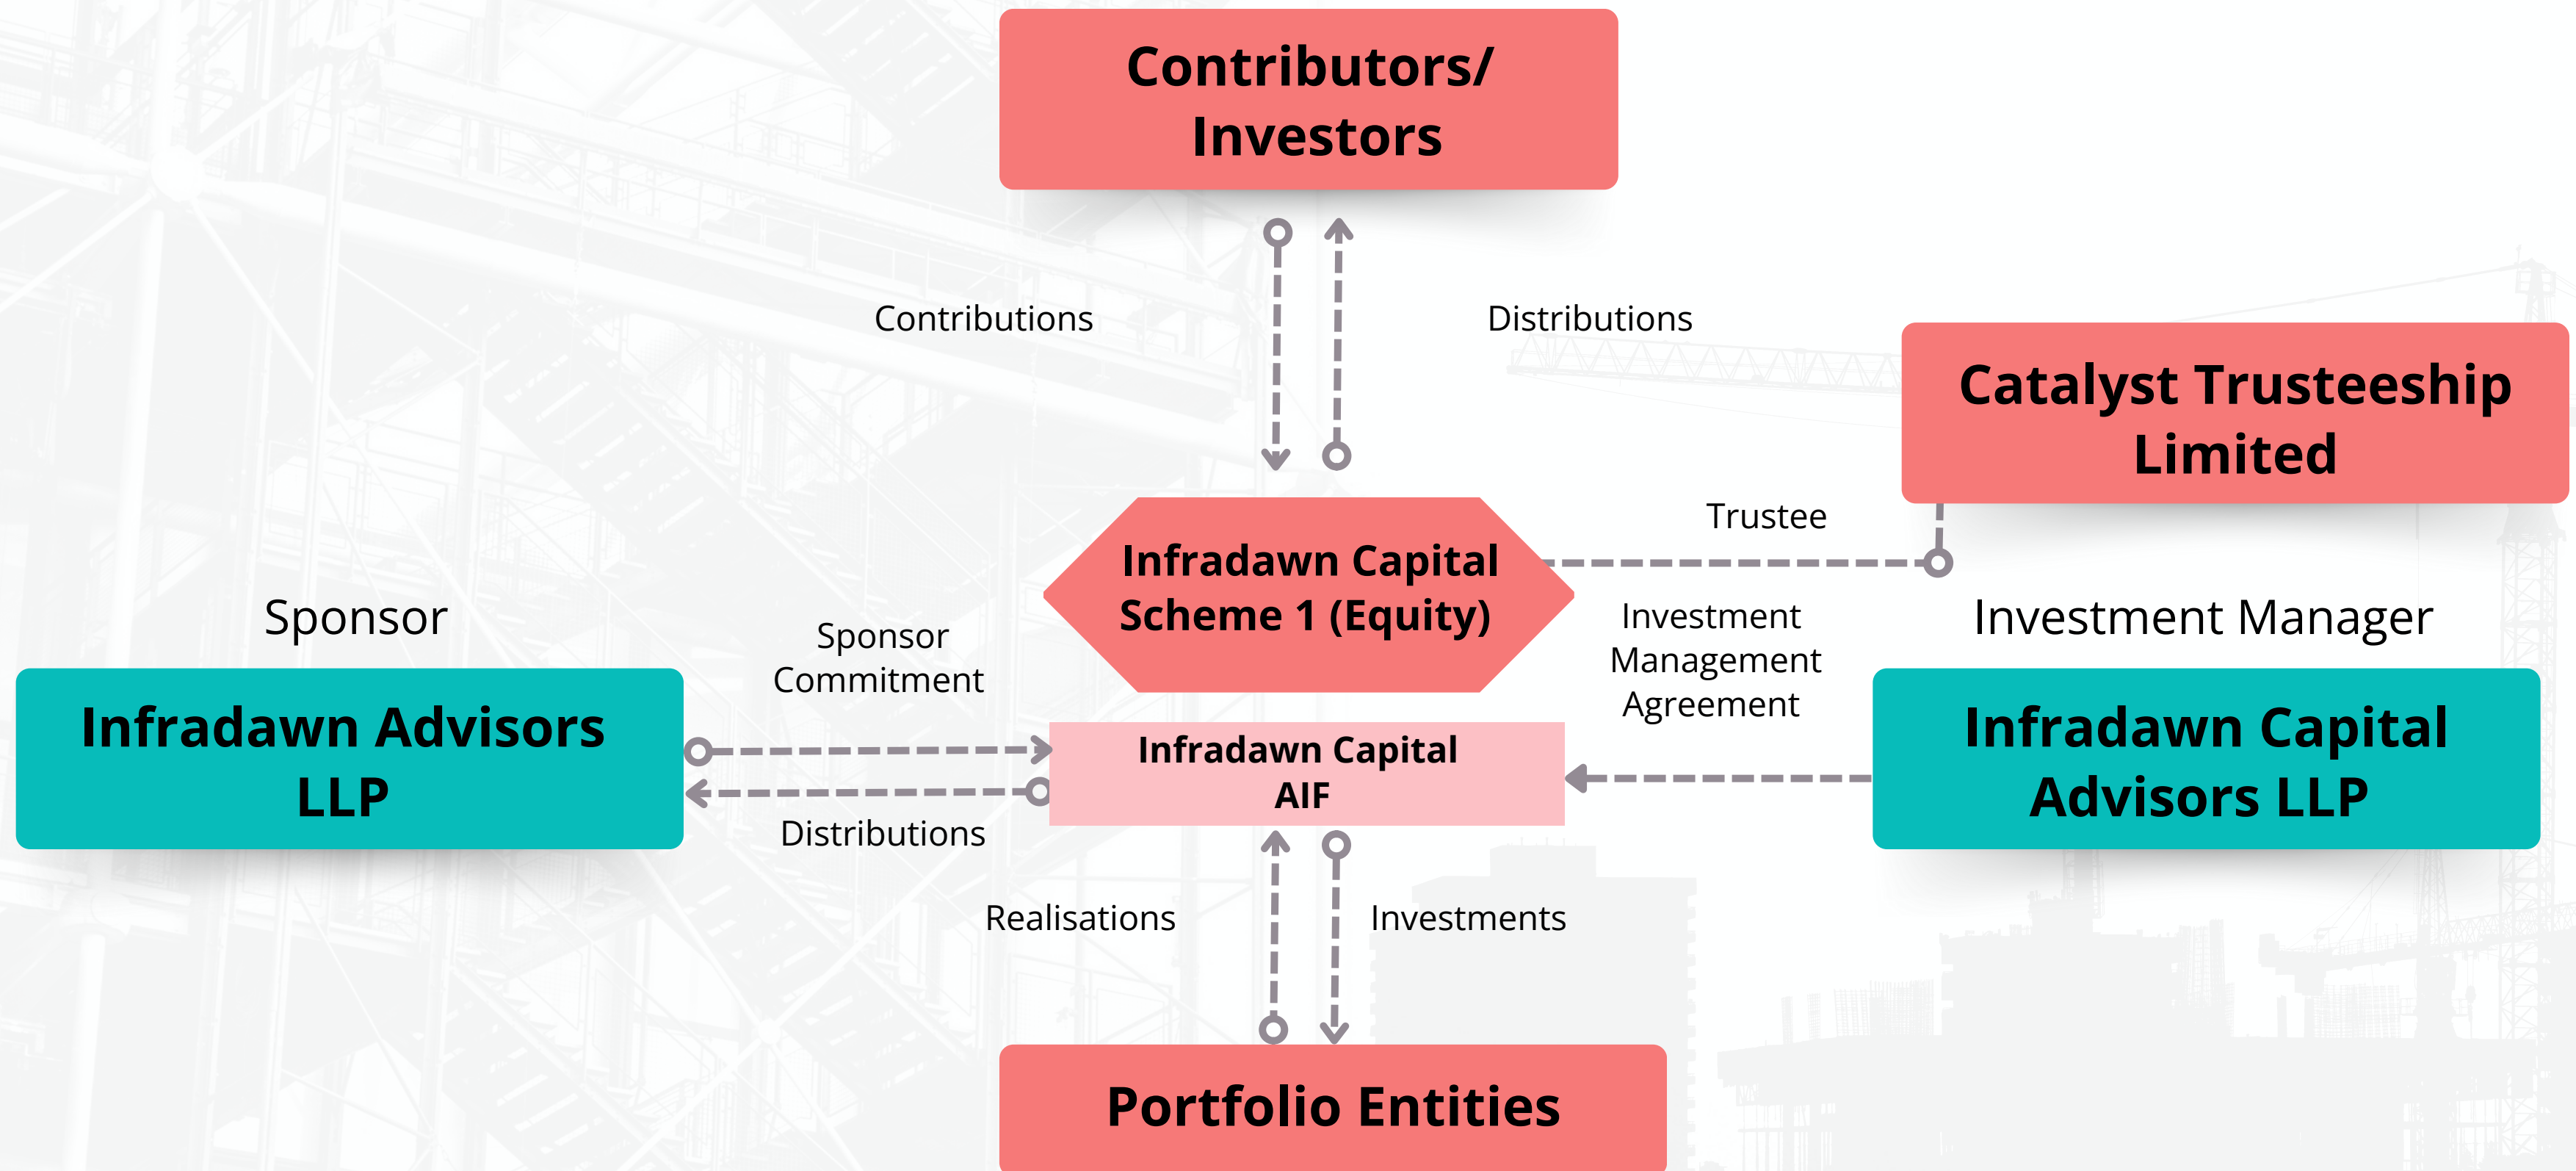 Contributors/
Investors
Contributions
Distributions
Catalyst Trusteeship
Limited
Trustee
Infradawn Capital
Scheme 1 (Equity)
Sponsor
Infradawn Advisors
LLP
Sponsor
Commitment
Distributions
Infradawn Capital
AIF
Investment
Management
Agreement
Investment Manager
Infradawn Capital
Advisors LLP
Realisations
Investments
Portfolio Entities